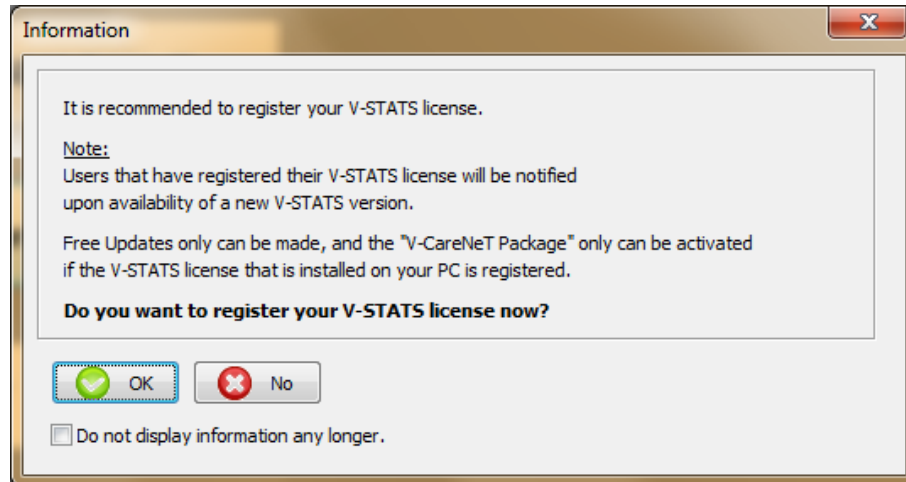 Information
It is recommended to register your V-STATS license.
Note:
Users that have registered their V-STATS license will be notified
upon availability of a new V-STATS version.
Free Updates only can be made, and the "V-CareNeT Package" only can be activated
if the V-STATS license that is installed on your PC is registered.
Do you want to register your V-STATS license now?
OK No
Do not display information any longer.